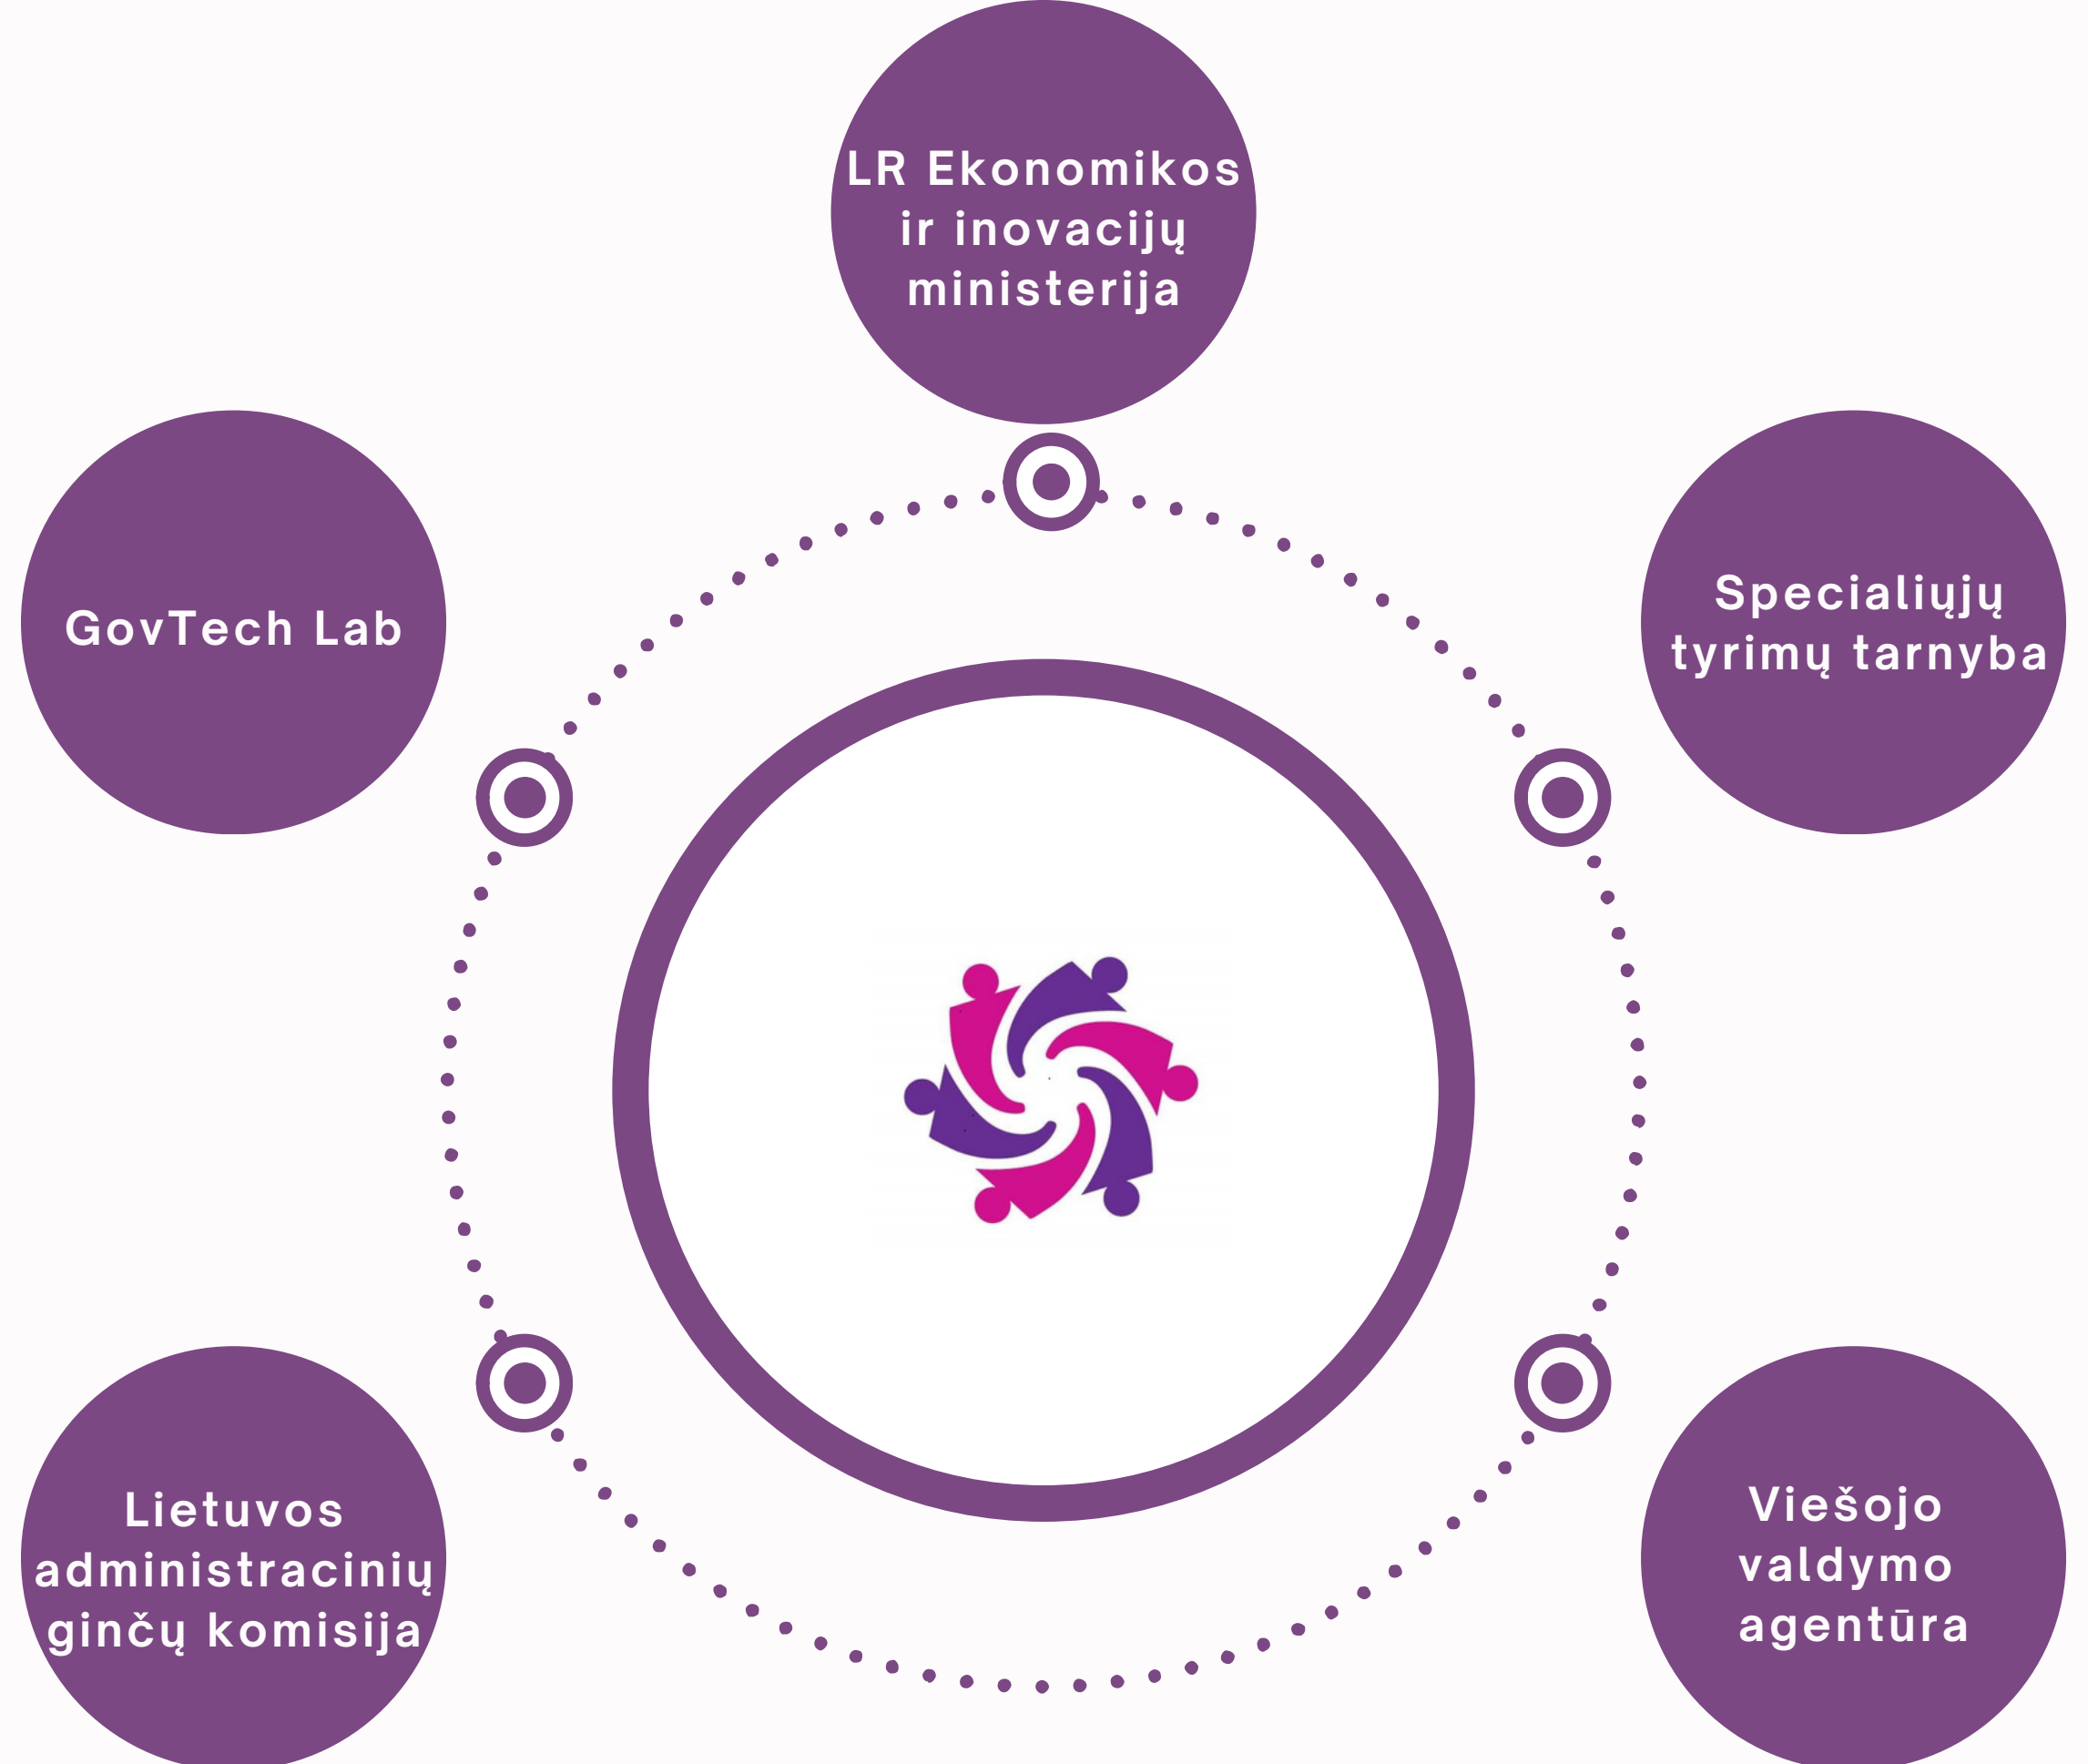 LR Ekonomikos
ir inovacijų
ministerija
GovTech Lab
Specialiųjų
tyrimų tarnyba
Lietuvos
administracinių
ginčų komisija
Viešojo
valdymo
agentūra